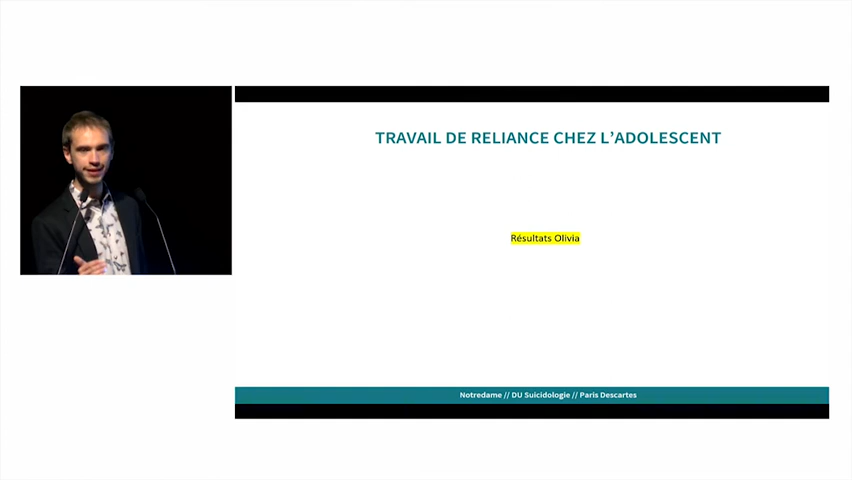 TRAVAIL DE RELIANCE CHEZ L'ADOLESCENT
Résultats Olivia
Notredame // DU Suicidologie // Paris Descartes